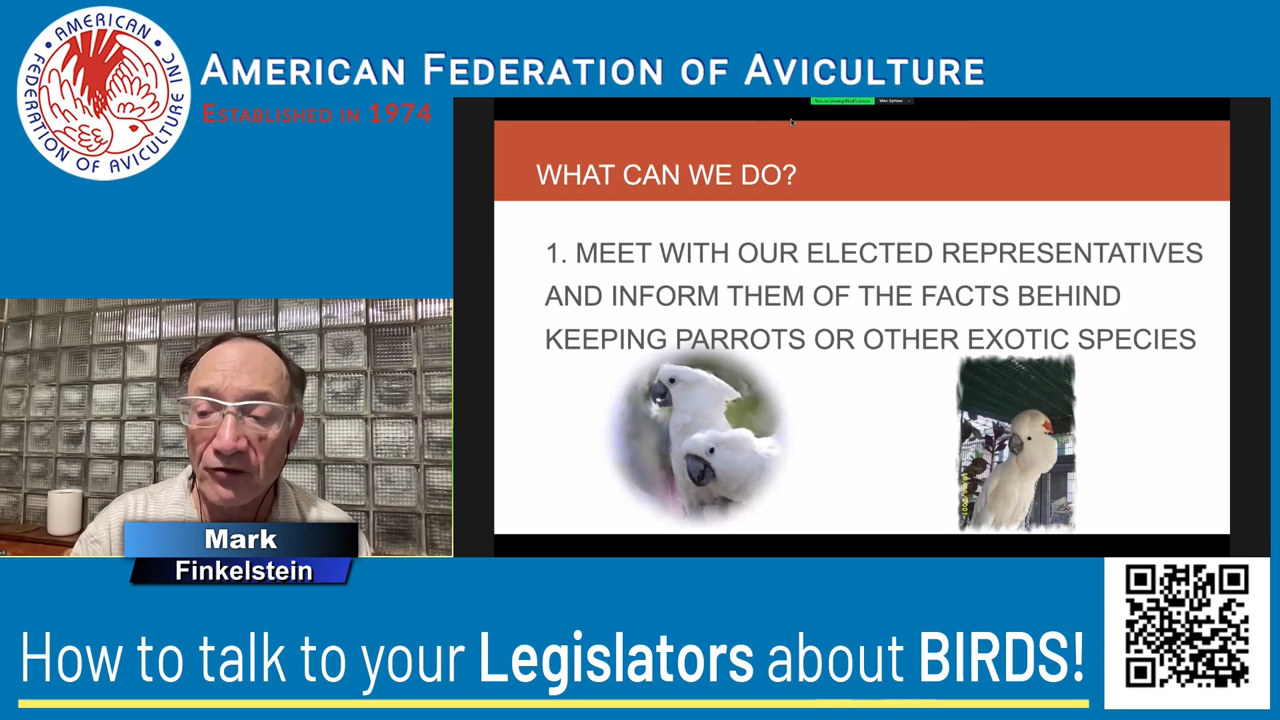 AMERICAN
FEDERATION OF AVICULTURE INC
AMERICAN FEDERATION OF AVICULTURE
ESTABLISHED IN 1974
View Options
WHAT CAN WE DO?
1. MEET WITH OUR ELECTED REPRESENTATIVES
AND INFORM THEM OF THE FACTS BEHIND
KEEPING PARROTS OR OTHER EXOTIC SPECIES
Mark
Finkelstein
How to talk to your Legislators about BIRDS!